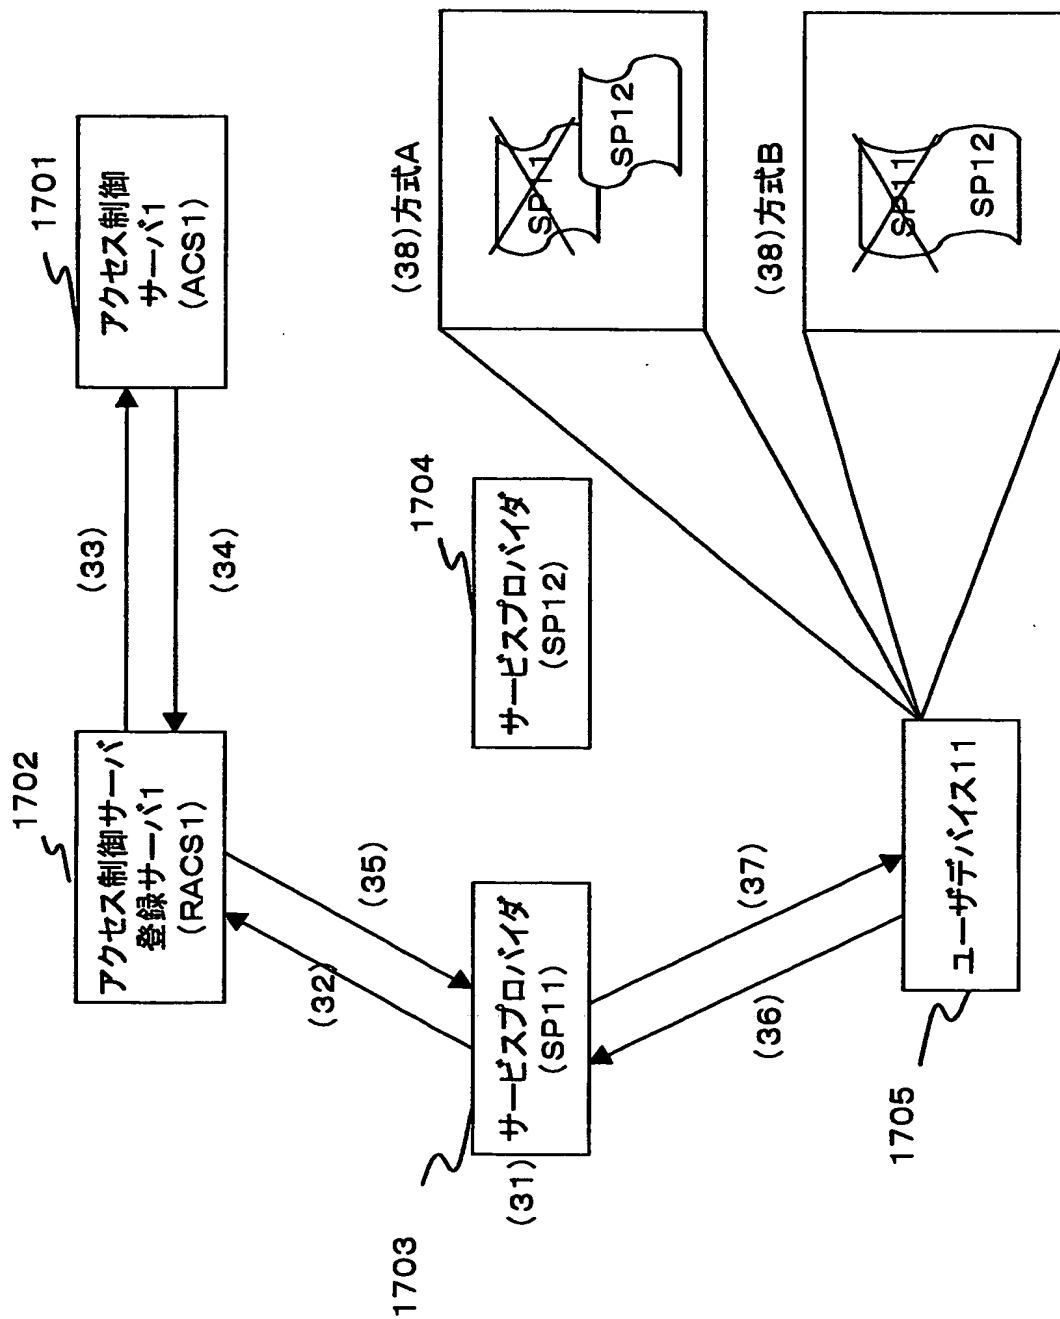 1702
アクセス制御サーバ
登録サーバ1
(RACS1)
(33)
(34)
1701
アクセス制御
サーバ1
(ACS1)
(32)
(35)
1703
(31)
サービスプロバイダ
(SP11)
1704
サービスプロバイダ
(SP12)
(36)
(37)
1705
ユーザデバイス11
(38)方式A
SP11
SP12
(38)方式B
SP11
SP12